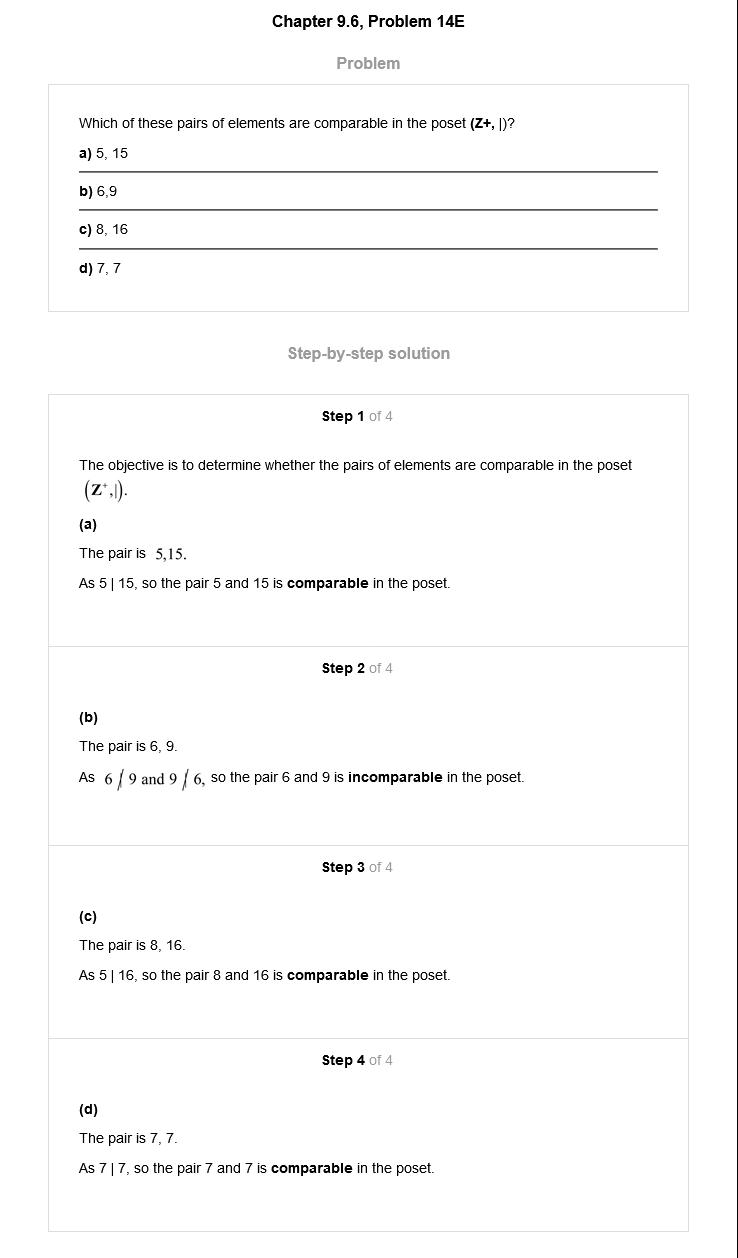 Chapter 9.6, Problem 14E
Problem
Which of these pairs of elements are comparable in the poset (Z+, |)?
a) 5, 15
b) 6,9
c) 8, 16
d) 7, 7
Step-by-step solution
Step 1 of 4
The objective is to determine whether the pairs of elements are comparable in the poset
(Z⁺,|).
(a)
The pair is 5,15.
As 5 | 15, so the pair 5 and 15 is comparable in the poset.
Step 2 of 4
(b)
The pair is 6, 9.
As 6 ∤ 9 and 9 ∤ 6, so the pair 6 and 9 is incomparable in the poset.
Step 3 of 4
(c)
The pair is 8, 16.
As 5 | 16, so the pair 8 and 16 is comparable in the poset.
Step 4 of 4
(d)
The pair is 7, 7.
As 7 | 7, so the pair 7 and 7 is comparable in the poset.